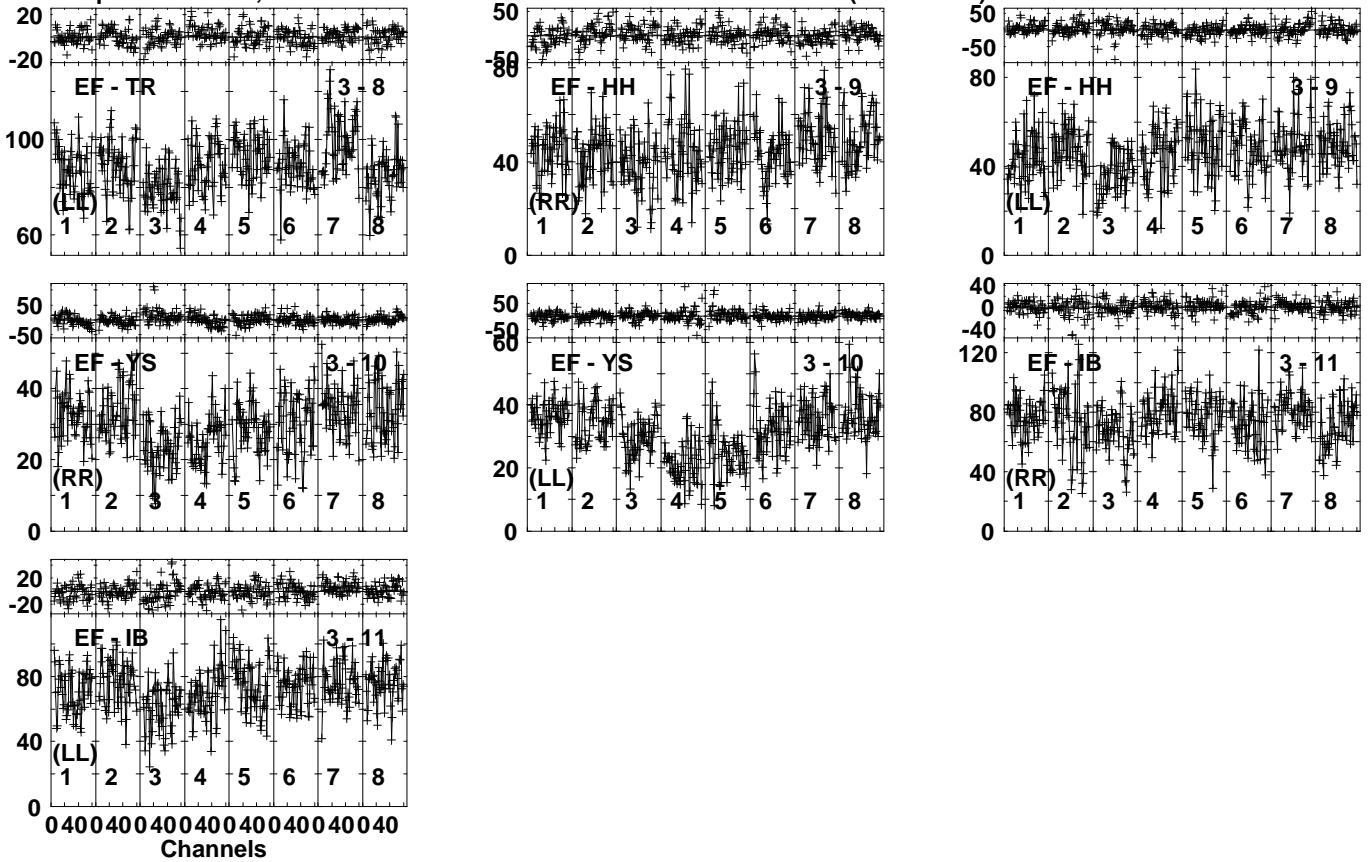 20
-20
EF - TR 3 - 8
100
(LL)
1 2 3 4 5 6 7 8
60
50
-50
80
EF - HH 3 - 9
40
(RR)
1 2 3 4 5 6 7 8
0
50
-50
80
EF - HH 3 - 9
40
(LL)
1 2 3 4 5 6 7 8
0
50
-50
EF - YS 3 - 10
40
20
(RR)
1 2 3 4 5 6 7 8
0
50
-50
60
EF - YS 3 - 10
40
20
(LL)
1 2 3 4 5 6 7 8
0
40
0
-40
120
EF - IB 3 - 11
80
40
(RR)
1 2 3 4 5 6 7 8
0
20
-20
EF - IB 3 - 11
80
40
(LL)
1 2 3 4 5 6 7 8
0
0 40 0 40 0 40 0 40 0 40 0 40 0 40 0 40
Channels